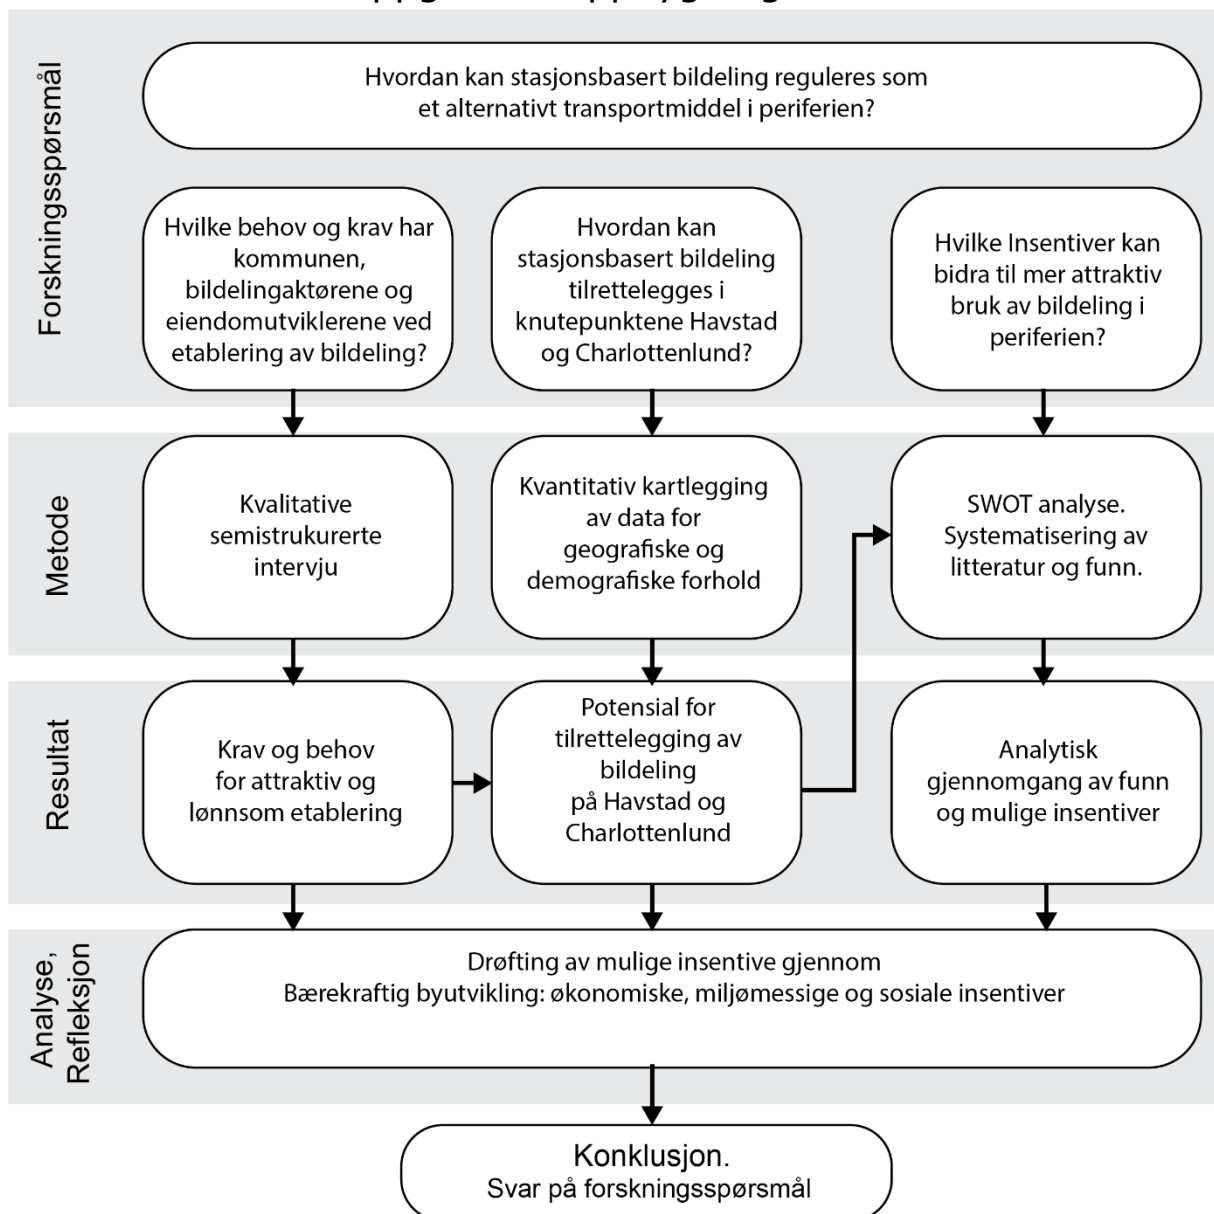 Forskningsspørsmål
Hvordan kan stasjonsbasert bildeling reguleres som
et alternativt transportmiddel i periferien?
Hvilke behov og krav har
kommunen,
bildelingaktørene og
eiendomutviklerene ved
etablering av bildeling?
Hvordan kan
stasjonsbasert bildeling
tilrettelegges i
knutepunktene Havstad
og Charlottenlund?
Hvilke Insentiver kan
bidra til mer attraktiv
bruk av bildeling i
periferien?
Metode
Kvalitative
semistrukurerte
intervju
Kvantitativ kartlegging
av data for
geografiske og
demografiske forhold
SWOT analyse.
Systematisering av
litteratur og funn.
Resultat
Krav og behov
for attraktiv og
lønnsom etablering
Potensial for
tilrettelegging av
bildeling
på Havstad og
Charlottenlund
Analytisk
gjennomgang av funn
og mulige insentiver
Analyse,
Refleksjon
Drøfting av mulige insentive gjennom
Bærekraftig byutvikling: økonomiske, miljømessige og sosiale insentiver
Konklusjon.
Svar på forskningsspørsmål